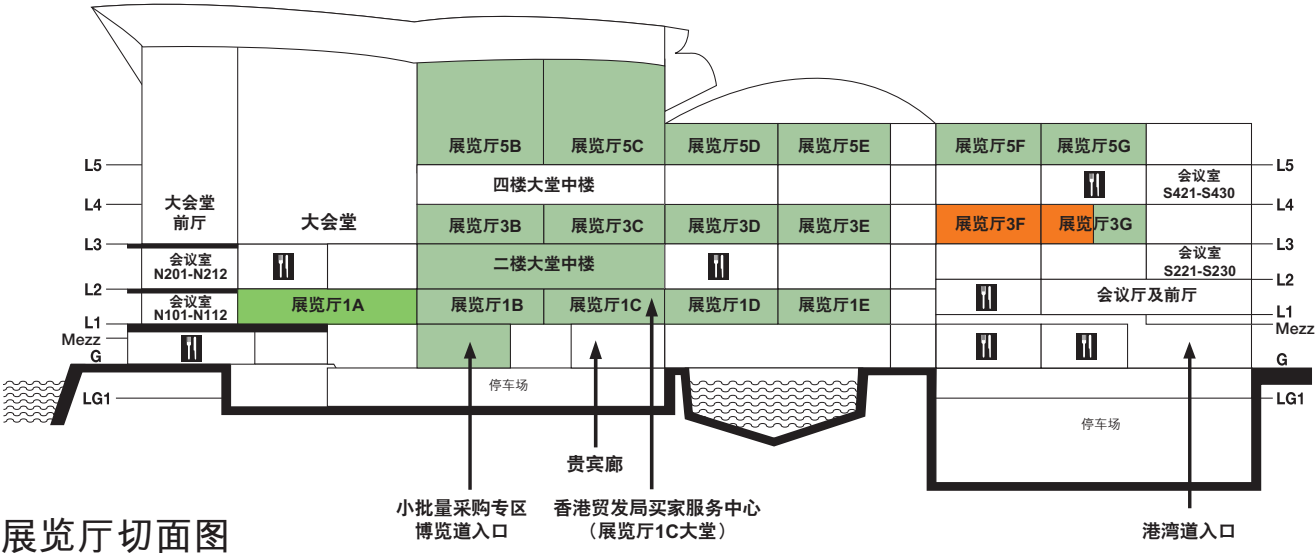 展览厅5B
展览厅5C
展览厅5D
展览厅5E
展览厅5F
展览厅5G
L5
四楼大堂中楼
会议室
S421-S430
L5
L4
大会堂
前厅
大会堂
展览厅3B
展览厅3C
展览厅3D
展览厅3E
展览厅3F
展览厅3G
L4
L3
会议室
N201-N212
二楼大堂中楼
会议室
S221-S230
L3
L2
会议室
N101-N112
展览厅1A
展览厅1B
展览厅1C
展览厅1D
展览厅1E
会议厅及前厅
L2
L1
L1
Mezz
Mezz
G
G
停车场
LG1
LG1
停车场
贵宾廊
小批量采购专区
博览道入口
香港贸发局买家服务中心
（展览厅1C大堂）
港湾道入口
展览厅切面图